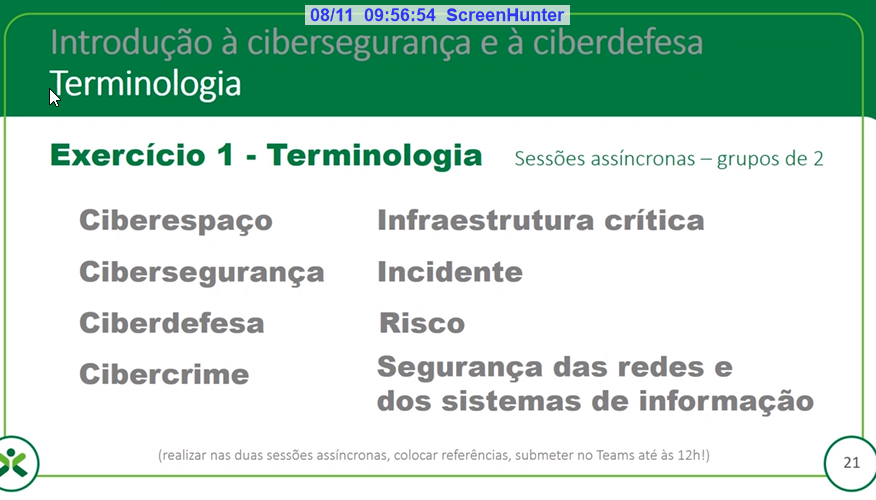 08/11 09:56:54 ScreenHunter
Introdução à cibersegurança e à ciberdefesa
Terminologia
Exercício 1 - Terminologia Sessões assíncronas – grupos de 2
Ciberespaço
Cibersegurança
Ciberdefesa
Cibercrime
Infraestrutura crítica
Incidente
Risco
Segurança das redes e
dos sistemas de informação
(realizar nas duas sessões assíncronas, colocar referências, submeter no Teams até às 12h!)
21